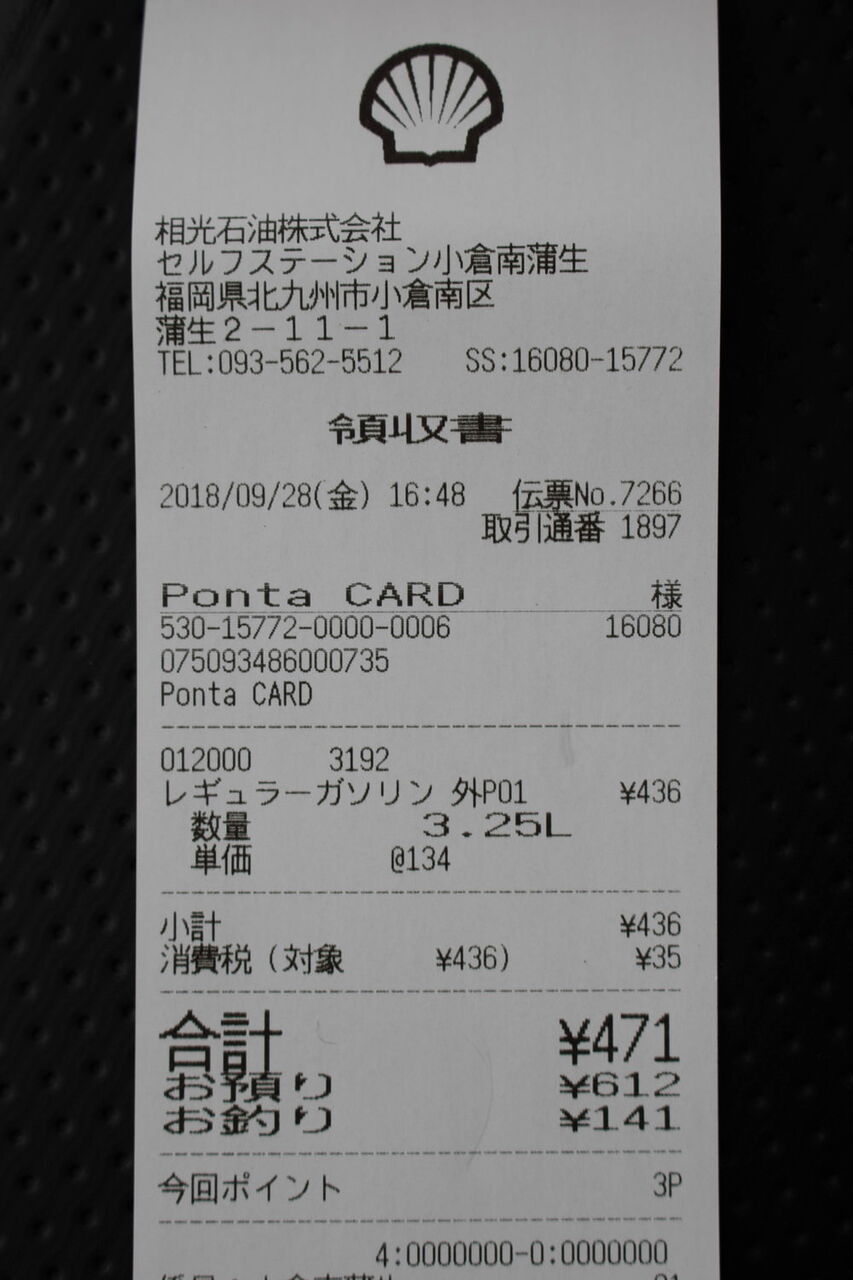 相光石油株式会社
セルフステーション小倉南蒲生
福岡県北九州市小倉南区
蒲生2-11-1
TEL:093-562-5512 SS:16080-15772
領収書
2018/09/28(金) 16:48 伝票No.7266
取引通番 1897
Ponta CARD 様
530-15772-0000-0006 16080
075093486000735
Ponta CARD
012000 3192
レギュラーガソリン 外P01 ¥436
数量 3.25L
単価 @134
小計 ¥436
消費税(対象 ¥436) ¥35
合計 ¥471
お預り ¥612
お釣り ¥141
今回ポイント 3P
4:0000000-0:0000000